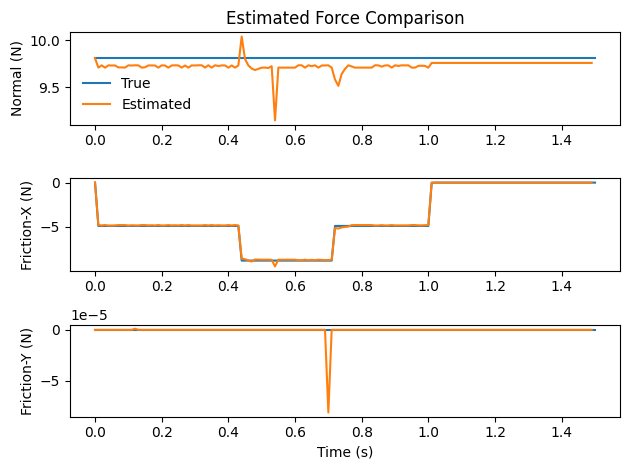 Estimated Force Comparison
Normal (N)
10.0
9.5
True
Estimated
0.0 0.2 0.4 0.6 0.8 1.0 1.2 1.4
Friction-X (N)
0
−5
0.0 0.2 0.4 0.6 0.8 1.0 1.2 1.4
1e−5
Friction-Y (N)
0
−5
0.0 0.2 0.4 0.6 0.8 1.0 1.2 1.4
Time (s)